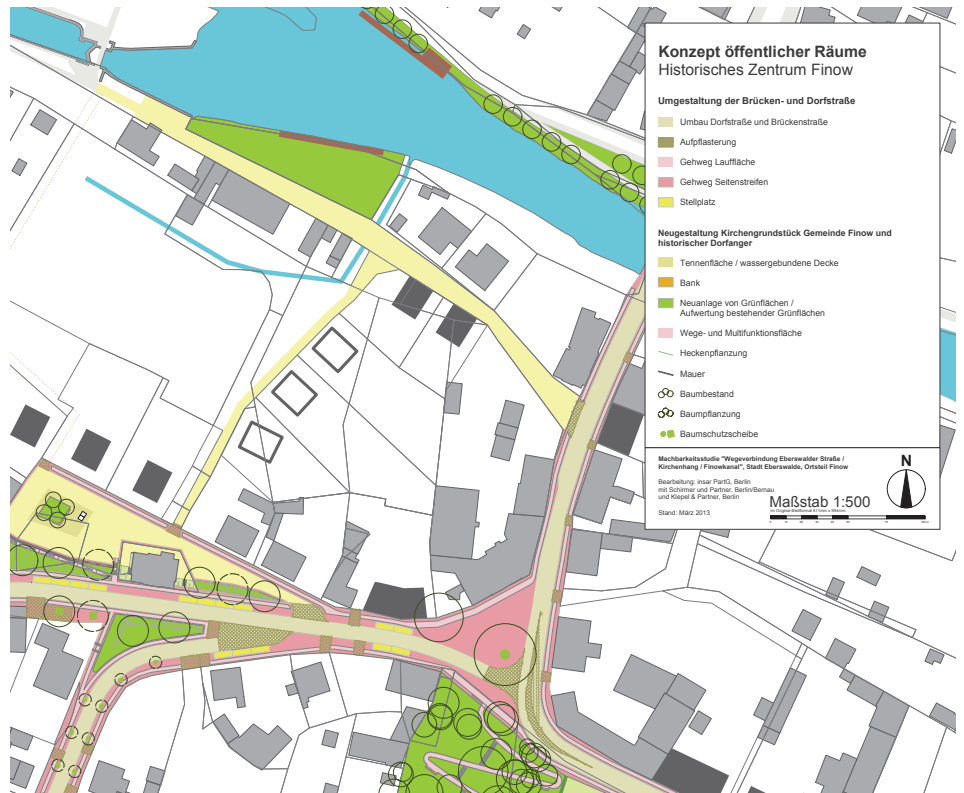 Konzept öffentlicher Räume
Historisches Zentrum Finow
Umgestaltung der Brücken- und Dorfstraße
Umbau Dorfstraße und Brückenstraße
Aufpflasterung
Gehweg Lauffläche
Gehweg Seitenstreifen
Stellplatz
Neugestaltung Kirchengrundstück Gemeinde Finow und
historischer Dorfanger
Tennenfläche / wassergebundene Decke
Bank
Neuanlage von Grünflächen /
Aufwertung bestehender Grünflächen
Wege- und Multifunktionsfläche
Heckenpflanzung
Mauer
Baumbestand
Baumpflanzung
Baumschutzscheibe
Machbarkeitsstudie "Wegeverbindung Eberswalder Straße /
Kirchenhang / Finowkanal", Stadt Eberswalde, Ortsteil Finow
Bearbeitung: insar PartG, Berlin
mit Schirmer und Partner, Berlin/Bernau
und Klepel & Partner, Berlin
Stand: März 2013
N
Maßstab 1:500